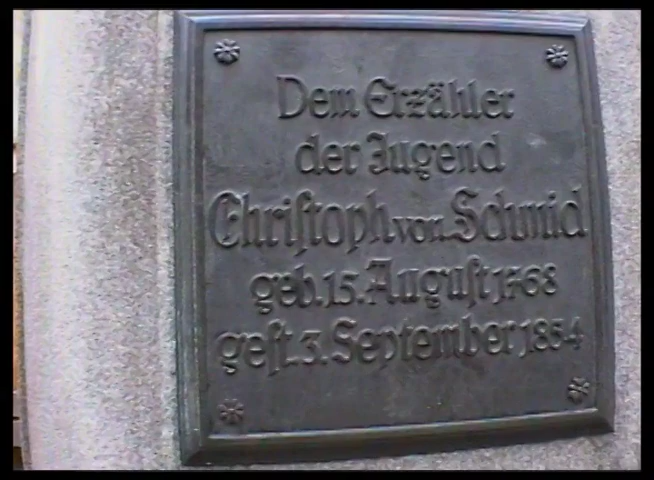 Dem Erzähler
der Jugend
Chriſtoph von Schmid
geb. 15. Auguſt 1768
geſt. 3. September 1854